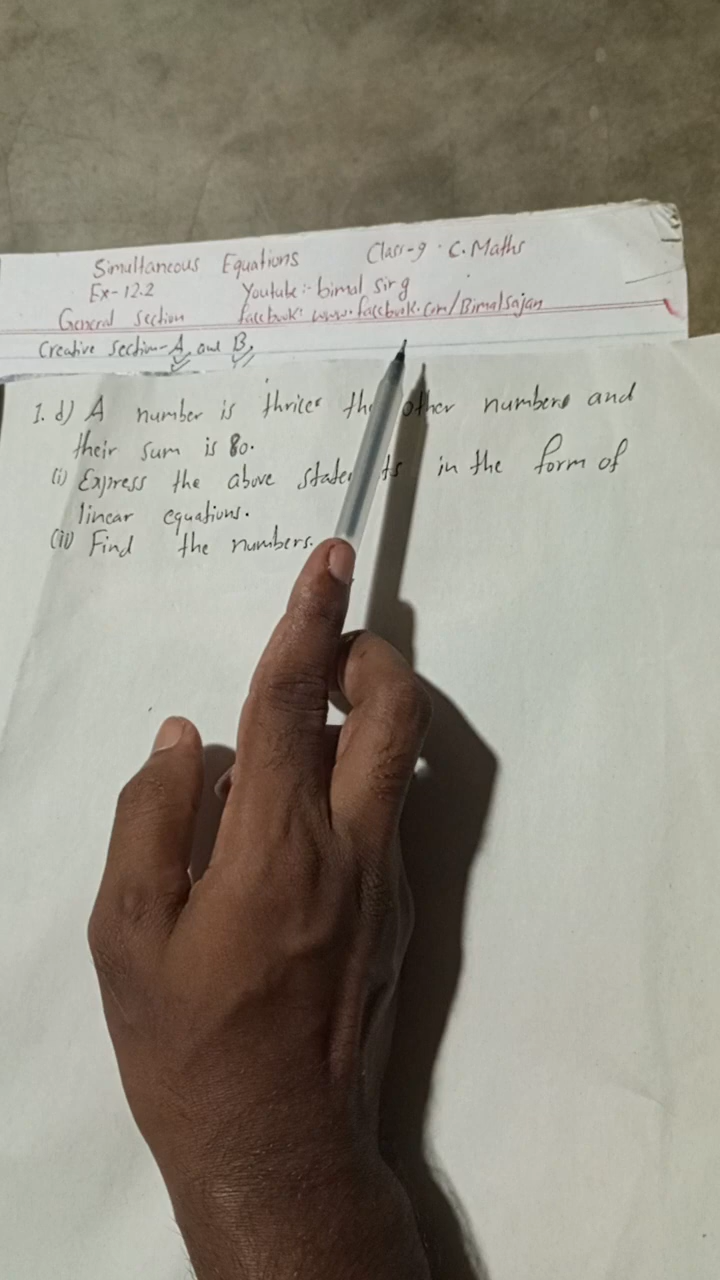 Simultaneous Equations Class-9 C. Maths
Ex-12.2 Youtube:- bimal sir g
General section facebook: www.facebook.com/Bimalsajan
Creative section-A and B
1. d) A number is thrice the other numbers and
their sum is 80.
(i) Express the above state ts in the form of
linear equations.
(ii) Find the numbers.